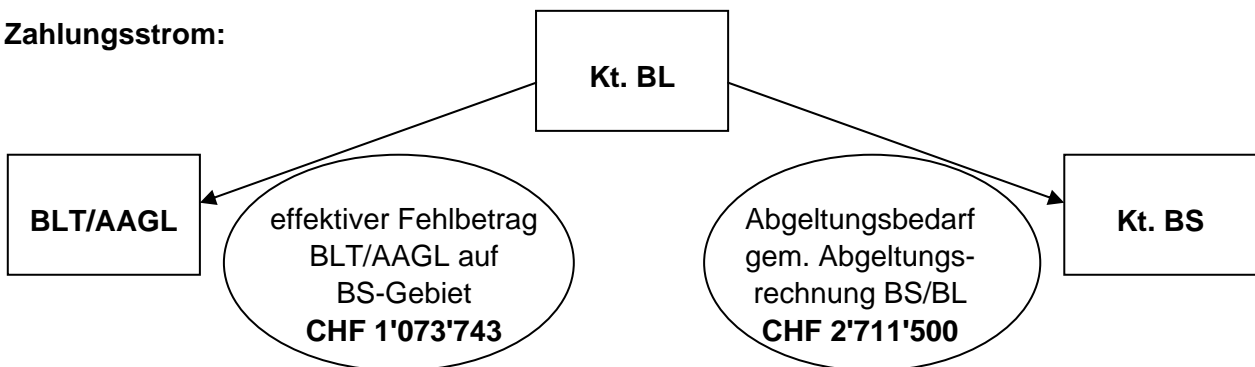 Zahlungsstrom:
Kt. BL
BLT/AAGL
effektiver Fehlbetrag
BLT/AAGL auf
BS-Gebiet
CHF 1'073'743
Abgeltungsbedarf
gem. Abgeltungs-
rechnung BS/BL
CHF 2'711'500
Kt. BS